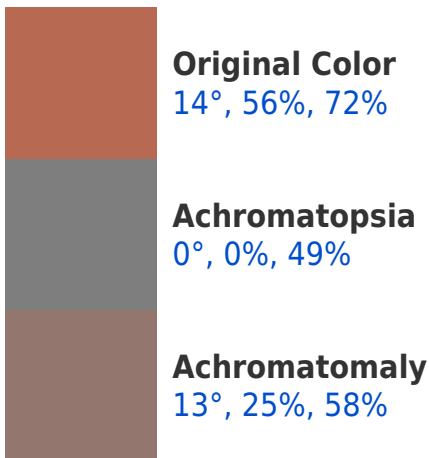 Original Color
14°, 56%, 72%
Achromatopsia
0°, 0%, 49%
Achromatomaly
13°, 25%, 58%